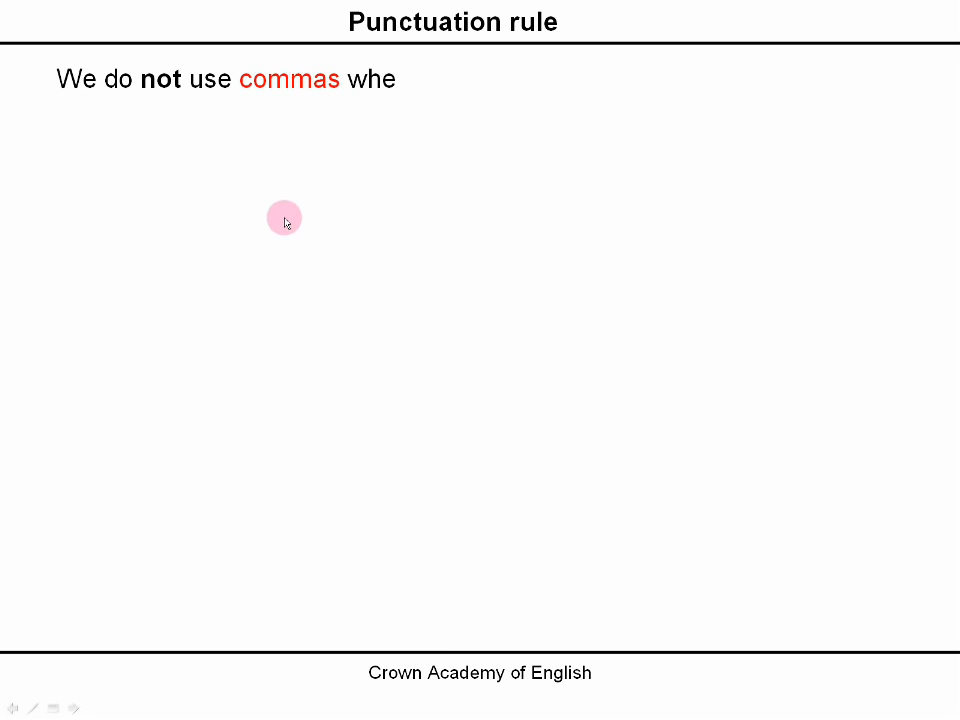 Punctuation rule
We do not use commas whe
Crown Academy of English